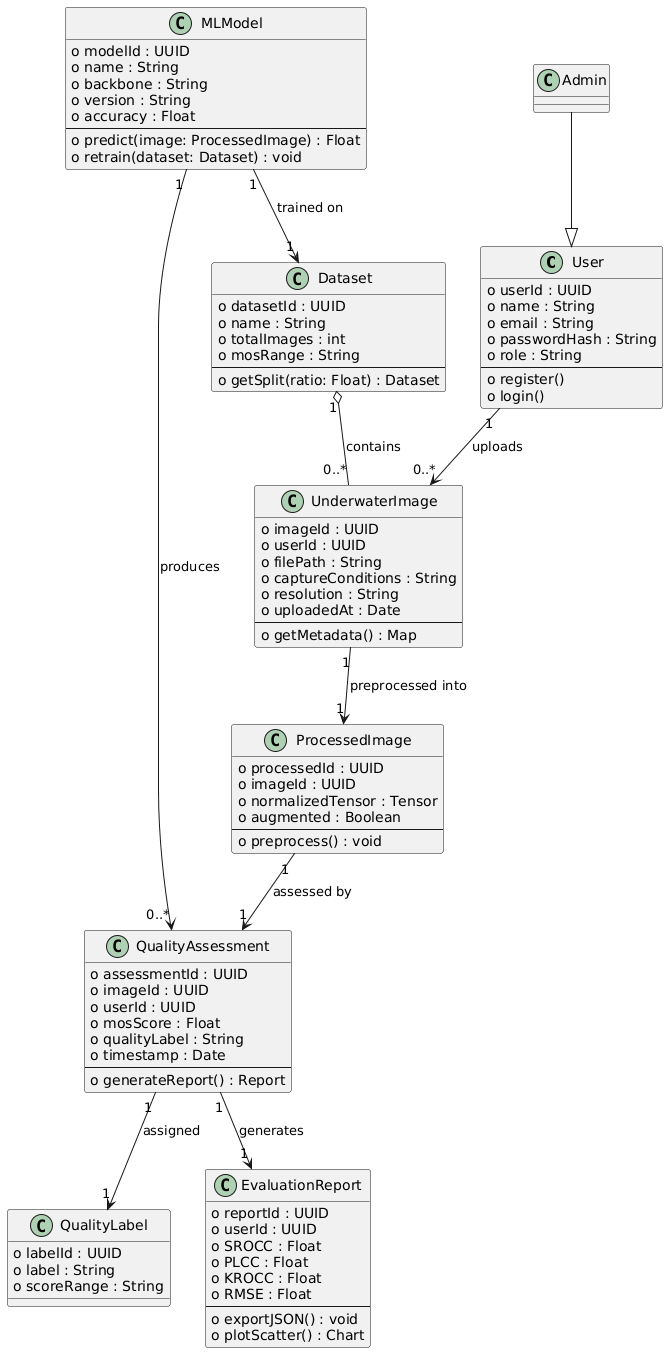 C MLModel
o modelId : UUID
o name : String
o backbone : String
o version : String
o accuracy : Float
o predict(image: ProcessedImage) : Float
o retrain(dataset: Dataset) : void
C Admin
1
1
trained on
1
C Dataset
o datasetId : UUID
o name : String
o totalImages : int
o mosRange : String
o getSplit(ratio: Float) : Dataset
C User
o userId : UUID
o name : String
o email : String
o passwordHash : String
o role : String
o register()
o login()
1
contains
0..*
1
uploads
0..*
C UnderwaterImage
o imageId : UUID
o userId : UUID
o filePath : String
o captureConditions : String
o resolution : String
o uploadedAt : Date
o getMetadata() : Map
produces
1
preprocessed into
1
C ProcessedImage
o processedId : UUID
o imageId : UUID
o normalizedTensor : Tensor
o augmented : Boolean
o preprocess() : void
1
assessed by
0..*
1
C QualityAssessment
o assessmentId : UUID
o imageId : UUID
o userId : UUID
o mosScore : Float
o qualityLabel : String
o timestamp : Date
o generateReport() : Report
1
assigned
1
1
generates
1
C QualityLabel
o labelId : UUID
o label : String
o scoreRange : String
C EvaluationReport
o reportId : UUID
o userId : UUID
o SROCC : Float
o PLCC : Float
o KROCC : Float
o RMSE : Float
o exportJSON() : void
o plotScatter() : Chart